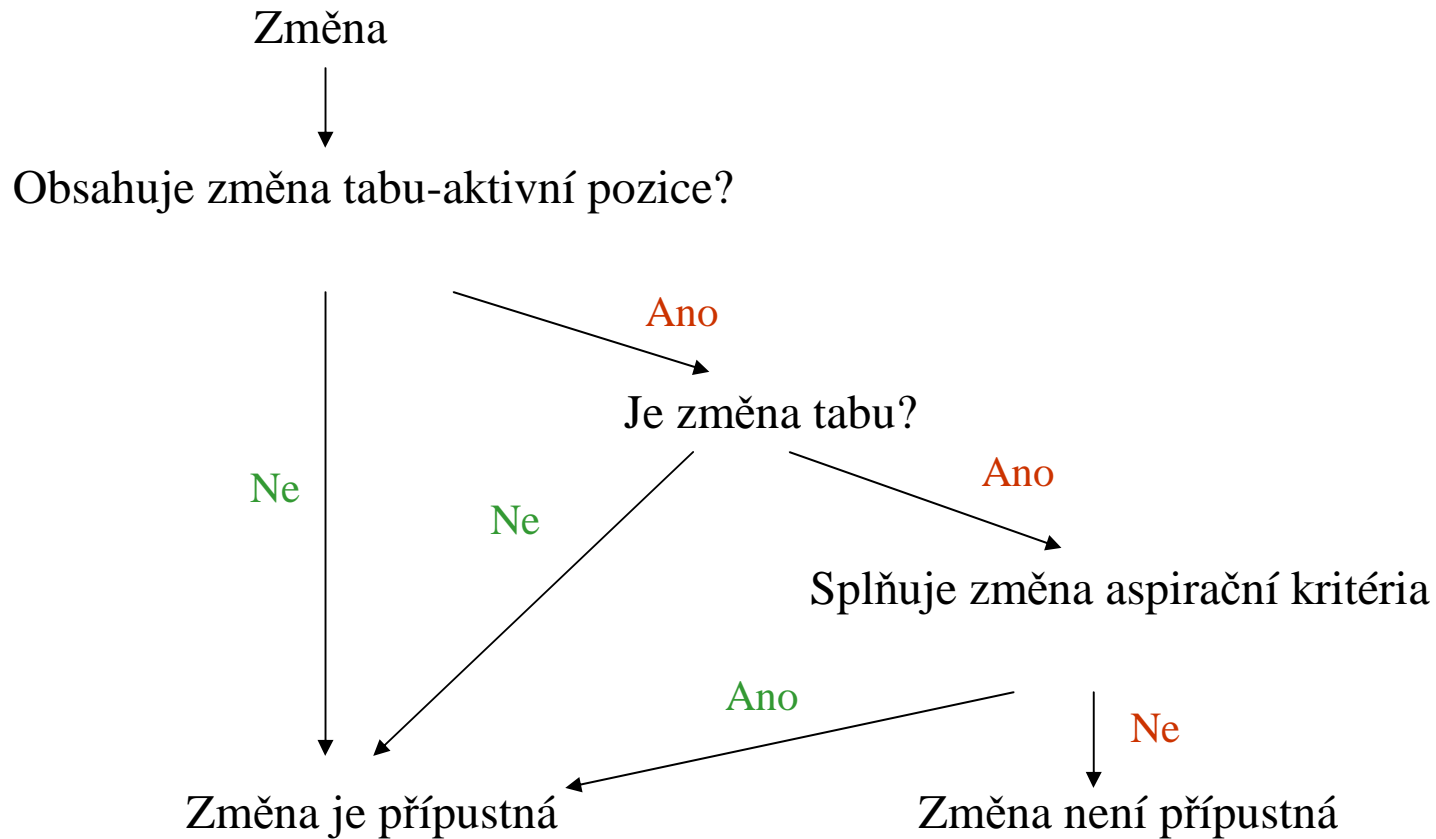 Změna
Obsahuje změna tabu-aktivní pozice?
Ano
Je změna tabu?
Ne
Ne
Ano
Splňuje změna aspirační kritéria
Ano
Ne
Změna je přípustná
Změna není přípustná